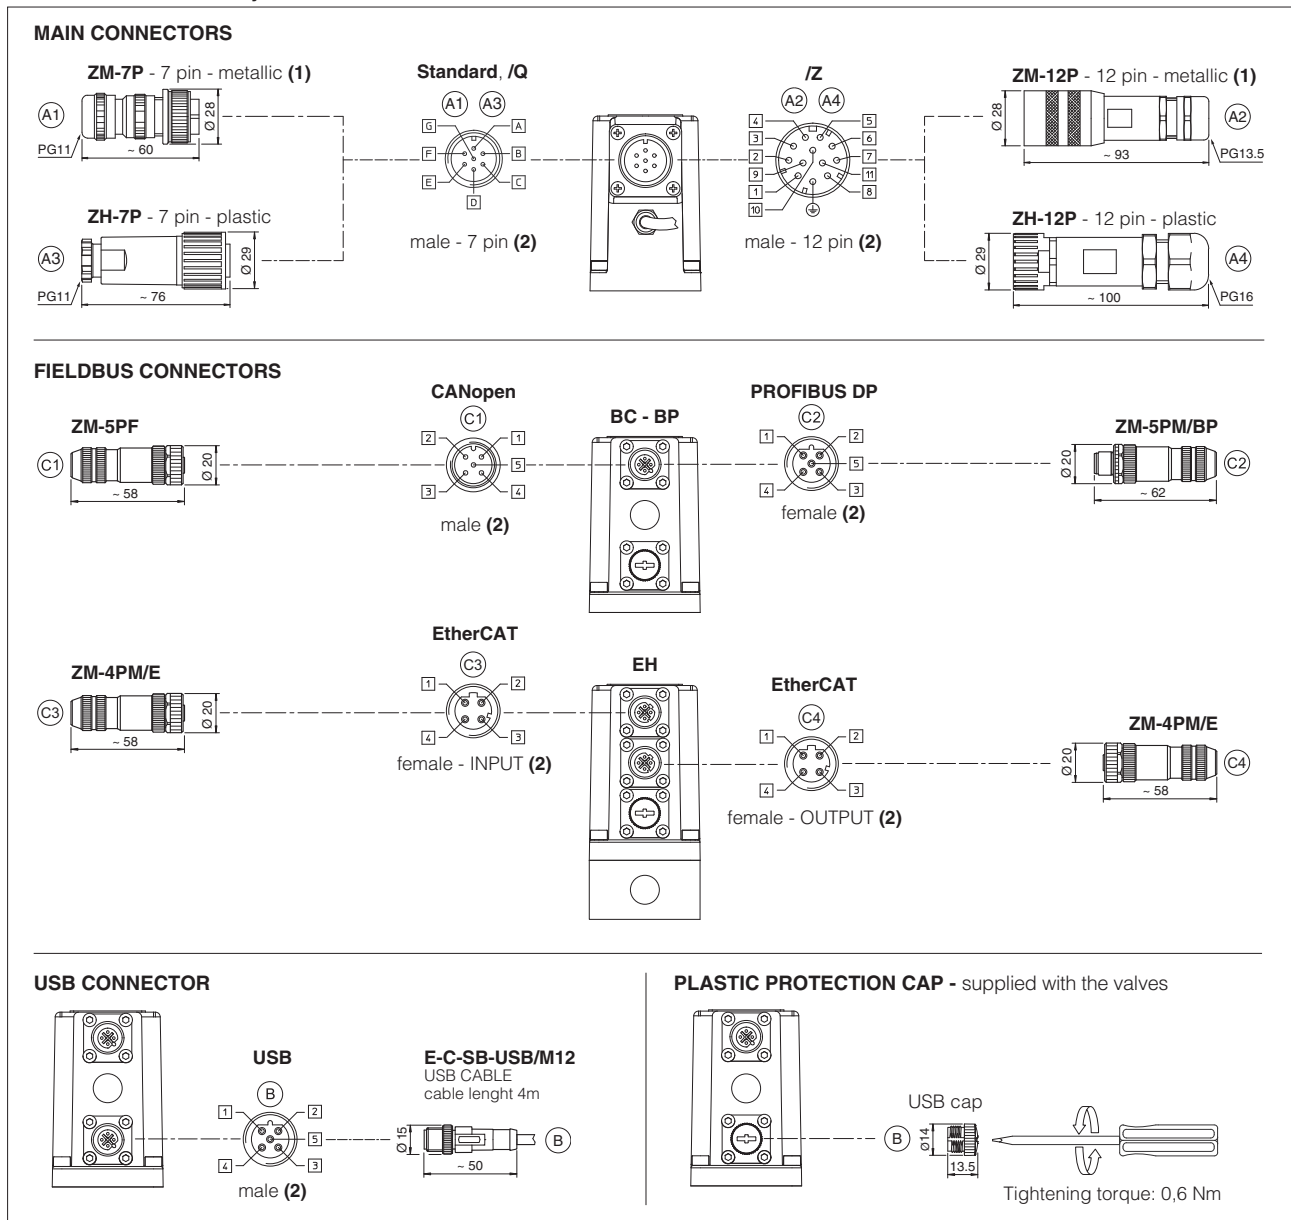 MAIN CONNECTORS
ZM-7P - 7 pin - metallic (1)
A1
Ø 28
PG11
~ 60
ZH-7P - 7 pin - plastic
A3
Ø 29
PG11
~ 76
Standard, /Q
A1 A3
G A
F B
E C
D
male - 7 pin (2)
/Z
A2 A4
4 5
3 6
2 7
9 11
1 8
10
male - 12 pin (2)
ZM-12P - 12 pin - metallic (1)
Ø 28
A2
~ 93
PG13.5
ZH-12P - 12 pin - plastic
Ø 29
A4
~ 100
PG16
FIELDBUS CONNECTORS
ZM-5PF
C1
Ø 20
~ 58
CANopen
C1
2 1
5
3 4
male (2)
BC - BP
PROFIBUS DP
C2
1 2
5
4 3
female (2)
ZM-5PM/BP
Ø 20
C2
~ 62
ZM-4PM/E
C3
Ø 20
~ 58
EtherCAT
C3
1 2
4 3
female - INPUT (2)
EH
EtherCAT
C4
1 2
4 3
female - OUTPUT (2)
ZM-4PM/E
Ø 20
C4
~ 58
USB CONNECTOR
USB
B
1 2
5
4 3
male (2)
E-C-SB-USB/M12
USB CABLE
cable lenght 4m
Ø 15
B
~ 50
PLASTIC PROTECTION CAP - supplied with the valves
USB cap
B
Ø14
13.5
Tightening torque: 0,6 Nm